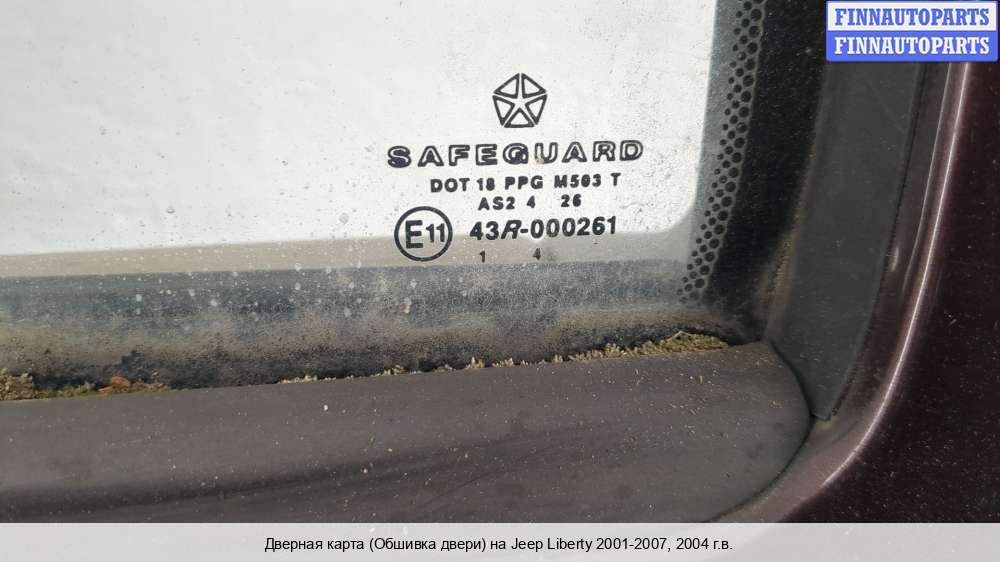 FINNAUTOPARTS
FINNAUTOPARTS
SAFEGUARD
DOT 18 PPG M503 T
AS2 4 26
E11 43R-000261
1 4
Дверная карта (Обшивка двери) на Jeep Liberty 2001-2007, 2004 г.в.